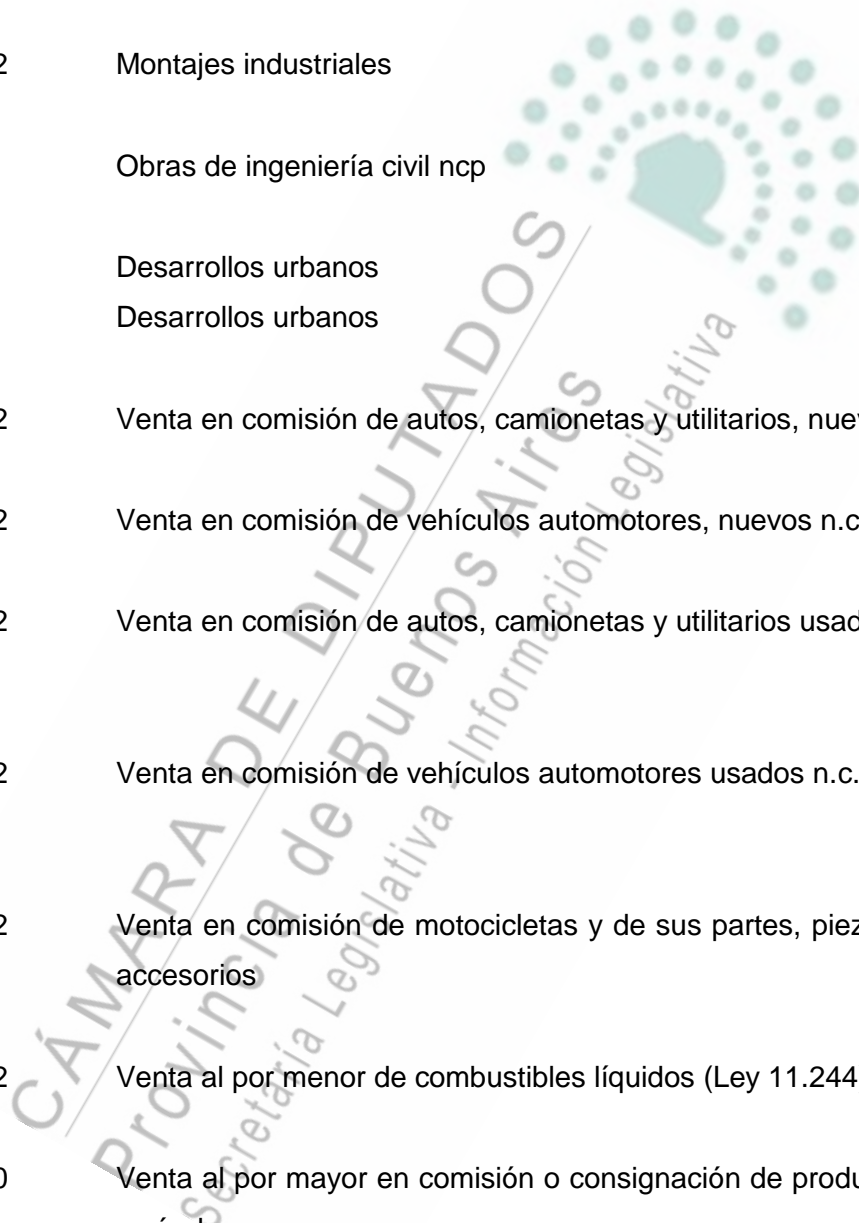 2 Montajes industriales
Obras de ingeniería civil ncp
Desarrollos urbanos
Desarrollos urbanos
2 Venta en comisión de autos, camionetas y utilitarios,
2 Venta en comisión de vehículos automotores, nuevos
2 Venta en comisión de autos, camionetas y utilitarios
2 Venta en comisión de vehículos automotores usados
2 Venta en comisión de motocicletas y de sus partes,
accesorios
2 Venta al por menor de combustibles líquidos (Ley 11.244
0 Venta al por mayor en comisión o consignación de
CÁMARA DE DIPUTADOS
Provincia de Buenos Aires
Secretaría Legislativa - Información Legislativa